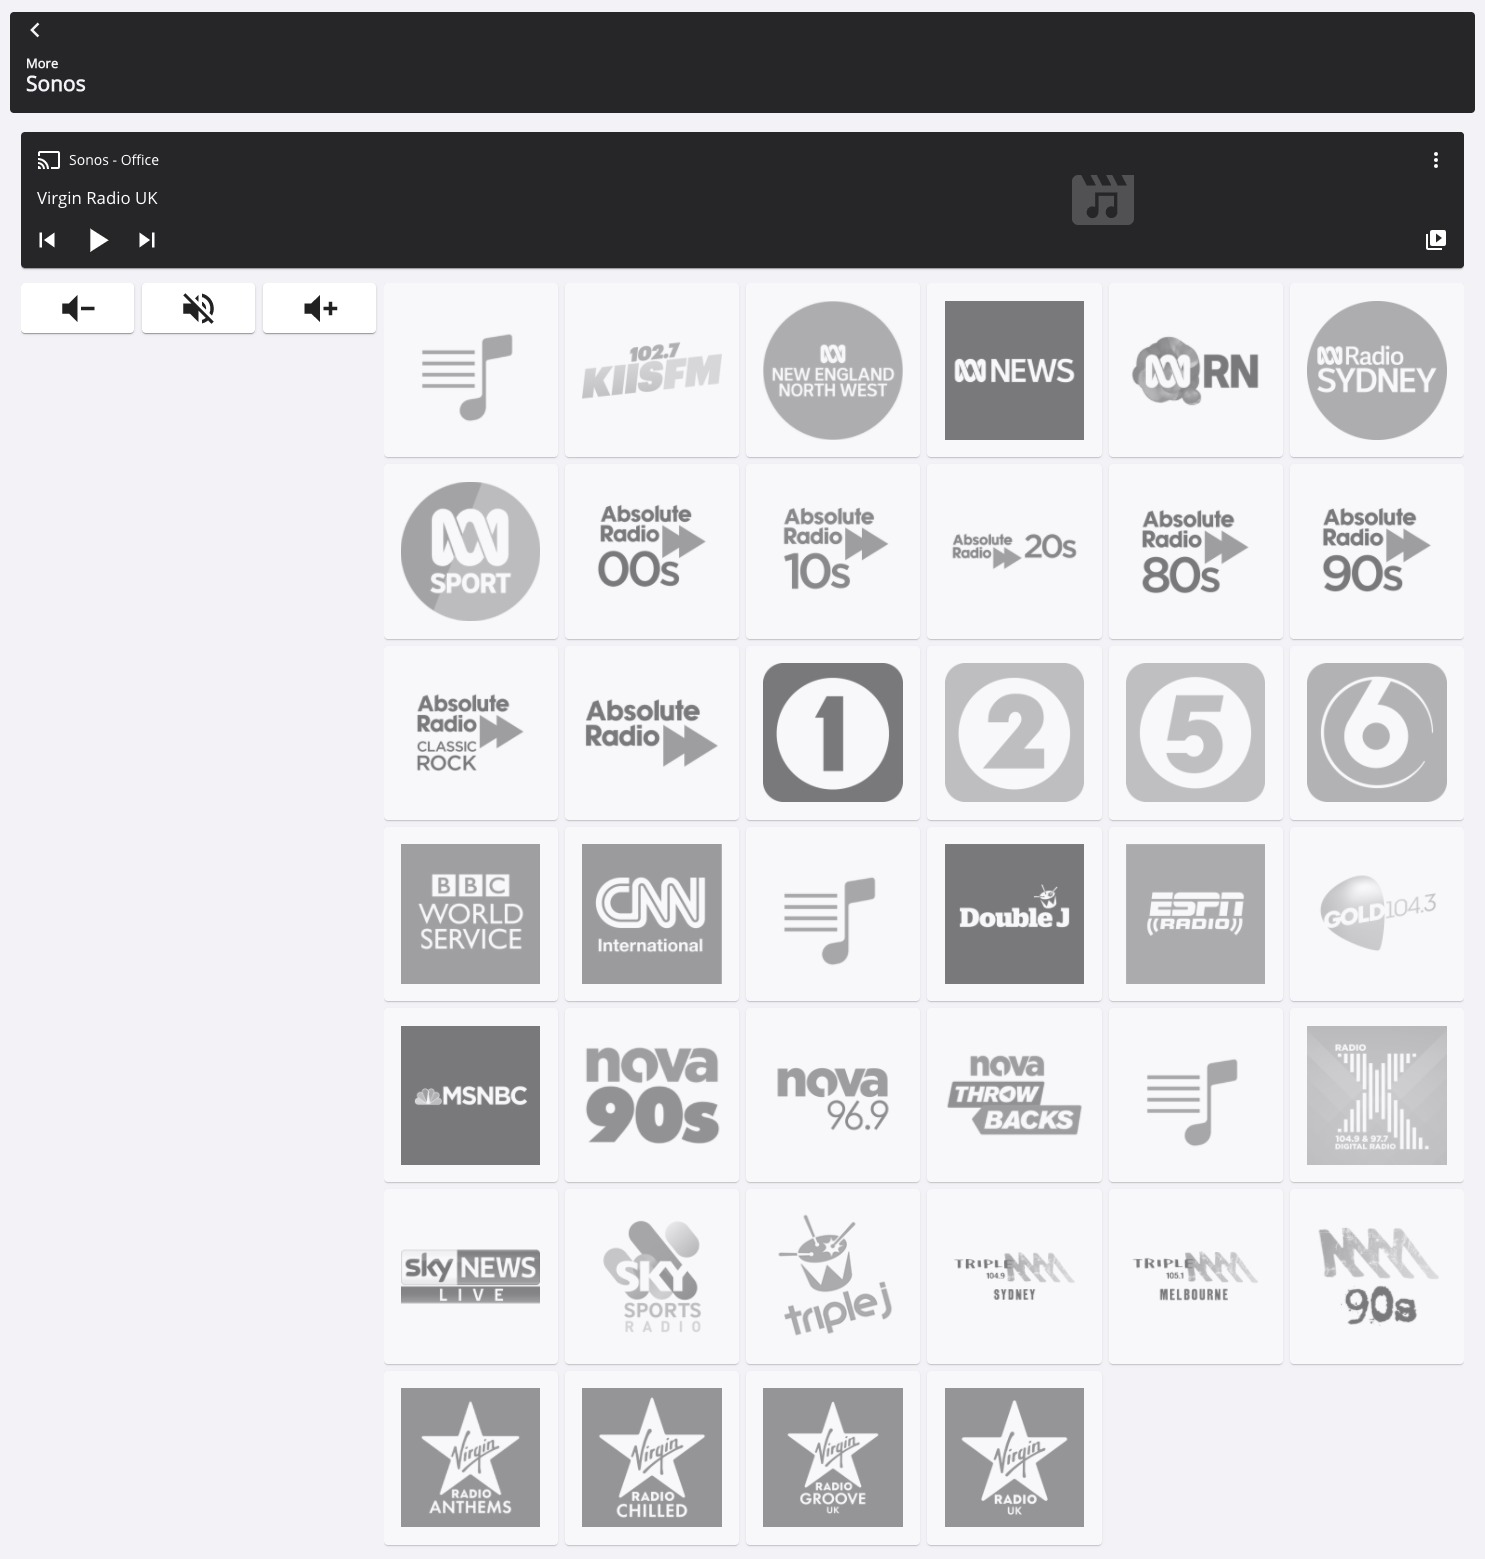 More
Sonos
Sonos - Office
Virgin Radio UK
102.7
KIISFM
NEW ENGLAND
NORTH WEST
NEWS
RN
Radio
SYDNEY
SPORT
Absolute
Radio
00s
Absolute
Radio
10s
Absolute
Radio
20s
Absolute
Radio
80s
Absolute
Radio
90s
Absolute
Radio
CLASSIC
ROCK
Absolute
Radio
1
2
5
6
BBC
WORLD
SERVICE
CNN
International
Double J
ESPN
RADIO
GOLD104.3
MSNBC
nova
90s
nova
96.9
nova
THROW
BACKS
RADIO
X
104.9 & 97.7
DIGITAL RADIO
sky NEWS
LIVE
SKY
SPORTS
RADIO
triple j
TRIPLE
104.9
SYDNEY
TRIPLE
105.1
MELBOURNE
90s
Virgin
RADIO
ANTHEMS
Virgin
RADIO
CHILLED
Virgin
RADIO
GROOVE
UK
Virgin
RADIO
UK